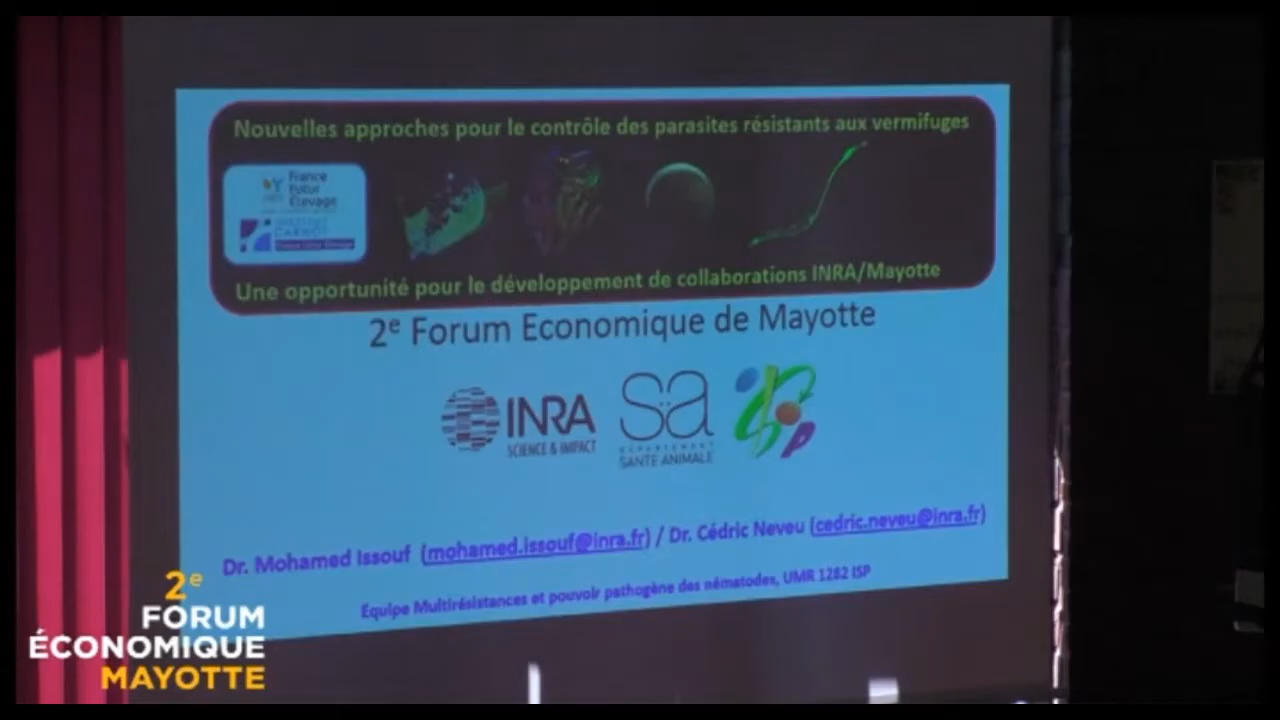 Nouvelles approches pour le contrôle des parasites résistants aux vermifuges
France
Futur
Élevage
INSTITUT
CARNOT
Une opportunité pour le développement de collaborations INRA/Mayotte
2e Forum Economique de Mayotte
INRA
SCIENCE & IMPACT
sa
DEPARTEMENT
SANTE ANIMALE
Dr. Mohamed Issouf (mohamed.issouf@inra.fr) / Dr. Cédric Neveu (cedric.neveu@inra.fr)
Equipe Multirésistances et pouvoir pathogène des nématodes, UMR 1282 ISP
2e
FORUM
ÉCONOMIQUE
MAYOTTE